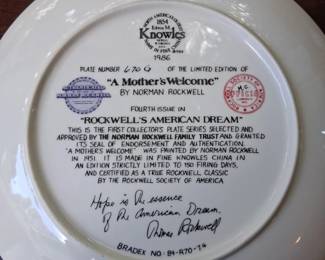 1854
Edwin M.
Knowles
1986
PLATE NUMBER 670 G OF THE LIMITED EDITION OF
"A Mother's Welcome"
BY NORMAN ROCKWELL
FOURTH ISSUE IN
"ROCKWELL'S AMERICAN DREAM"
THIS IS THE FIRST COLLECTOR'S PLATE SERIES SELECTED AND
APPROVED BY THE NORMAN ROCKWELL FAMILY TRUST AND GRANTED
ITS SEAL OF ENDORSEMENT AND AUTHENTICATION.
"A MOTHER'S WELCOME" WAS PAINTED BY NORMAN ROCKWELL
IN 1951. IT IS MADE IN FINE KNOWLES CHINA IN
AN EDITION STRICTLY LIMITED TO 150 FIRING DAYS,
AND CERTIFIED AS A TRUE ROCKWELL CLASSIC
BY THE ROCKWELL SOCIETY OF AMERICA
Hope is the essence
of the American Dream.
Rockwell
BRADEX NO: 84-R70-7.4